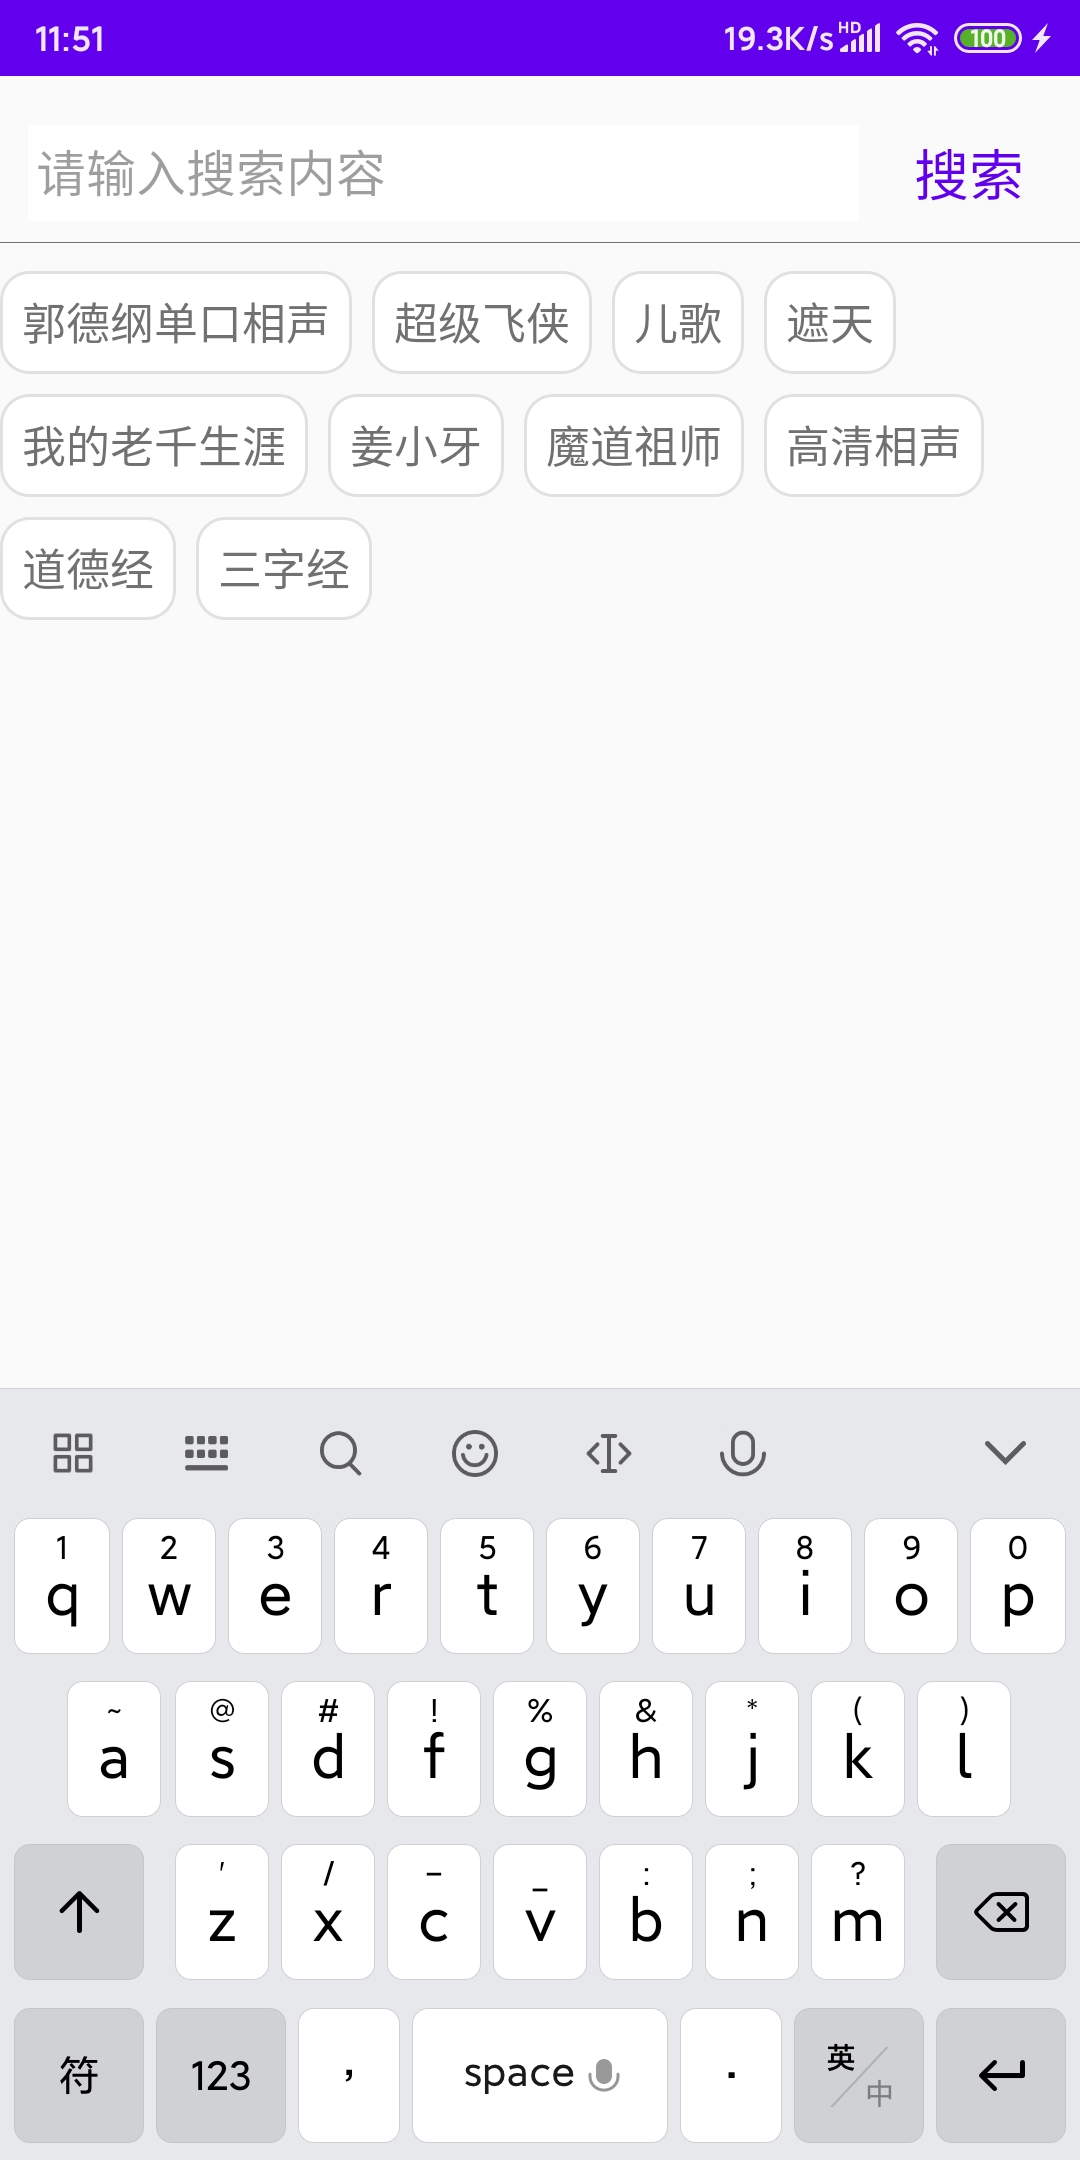 11:51 19.3K/s HD 100
请输入搜索内容 搜索
郭德纲单口相声 超级飞侠 儿歌 遮天
我的老千生涯 姜小牙 魔道祖师 高清相声
道德经 三字经
1 2 3 4 5 6 7 8 9 0
q w e r t y u i o p
~ @ # ! % & * ( )
a s d f g h j k l
' / – _ : ; ?
z x c v b n m
符 123 , space . 英/中